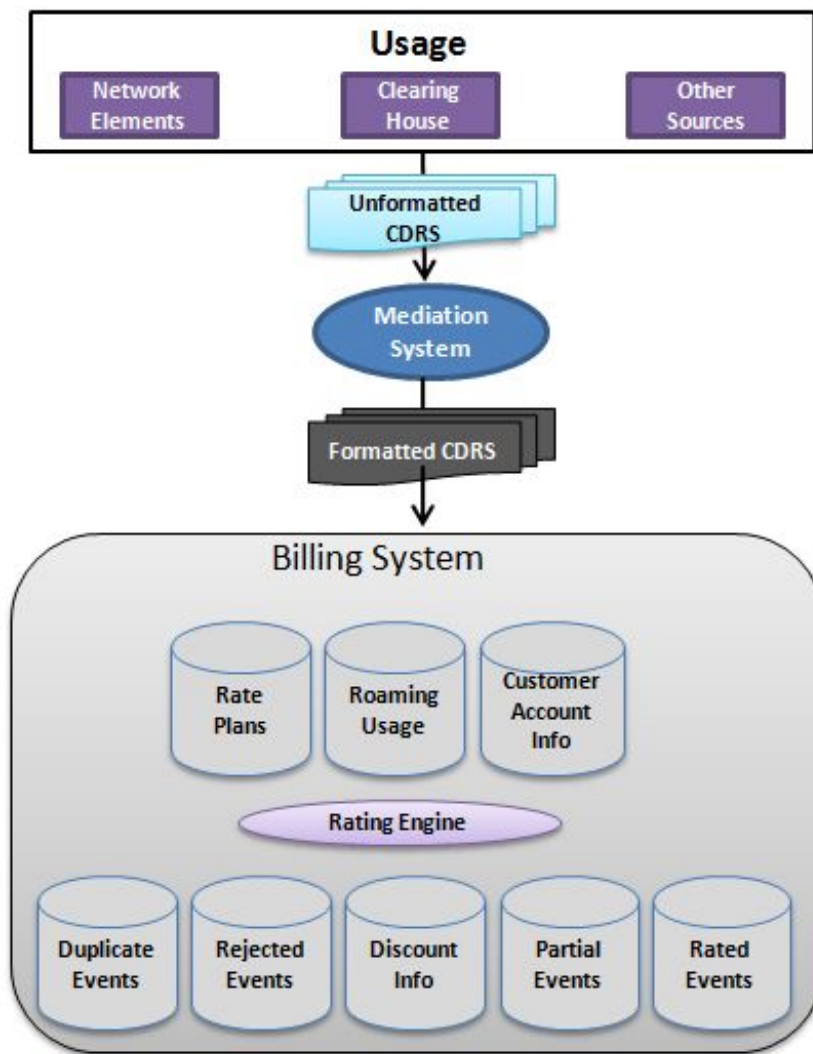 Usage
Network
Elements
Clearing
House
Other
Sources
Unformatted
CDRS
Mediation
System
Formatted CDRS
Billing System
Rate
Plans
Roaming
Usage
Customer
Account
Info
Rating Engine
Duplicate
Events
Rejected
Events
Discount
Info
Partial
Events
Rated
Events